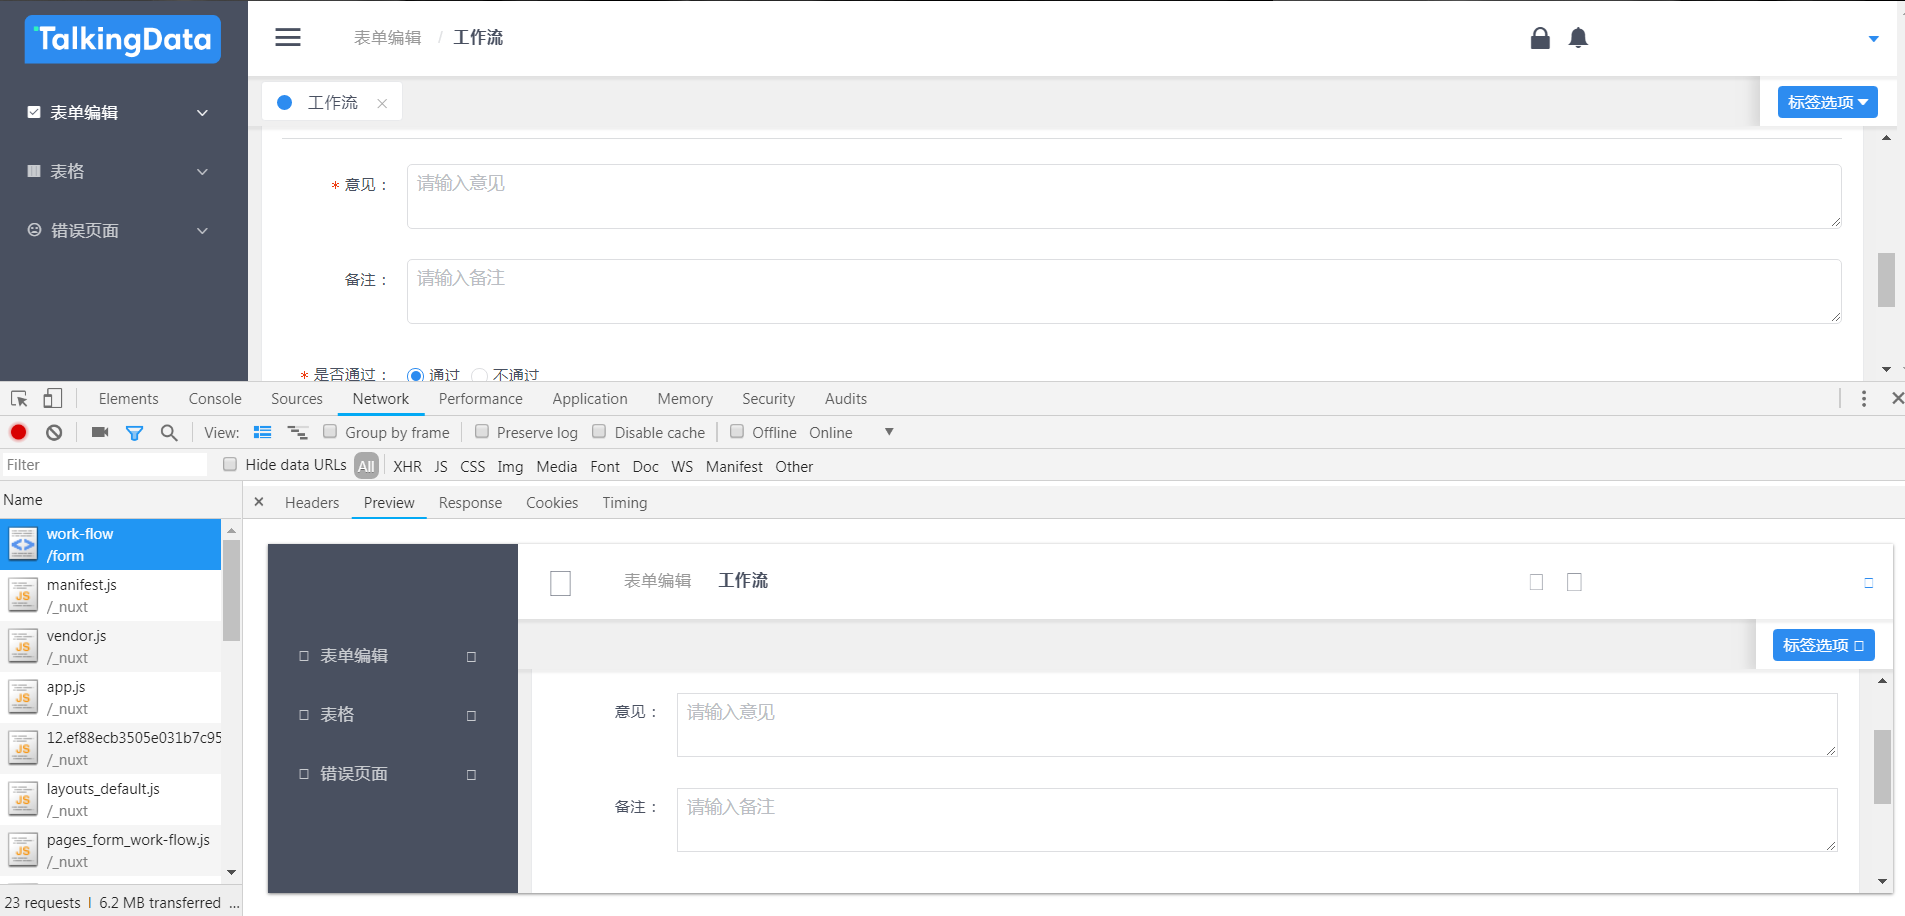 TalkingData
表单编辑 / 工作流
表单编辑
表格
错误页面
工作流 ×
标签选项
* 意见：
请输入意见
备注：
请输入备注
* 是否通过： 通过 不通过
Elements Console Sources Network Performance Application Memory Security Audits
View: Group by frame Preserve log Disable cache Offline Online
Filter
Hide data URLs All XHR JS CSS Img Media Font Doc WS Manifest Other
Name
× Headers Preview Response Cookies Timing
work-flow
/form
manifest.js
/_nuxt
vendor.js
/_nuxt
app.js
/_nuxt
12.ef88ecb3505e031b7c95
/_nuxt
layouts_default.js
/_nuxt
pages_form_work-flow.js
/_nuxt
23 requests | 6.2 MB transferred ...
表单编辑 工作流
标签选项
表单编辑
表格
错误页面
意见：
请输入意见
备注：
请输入备注